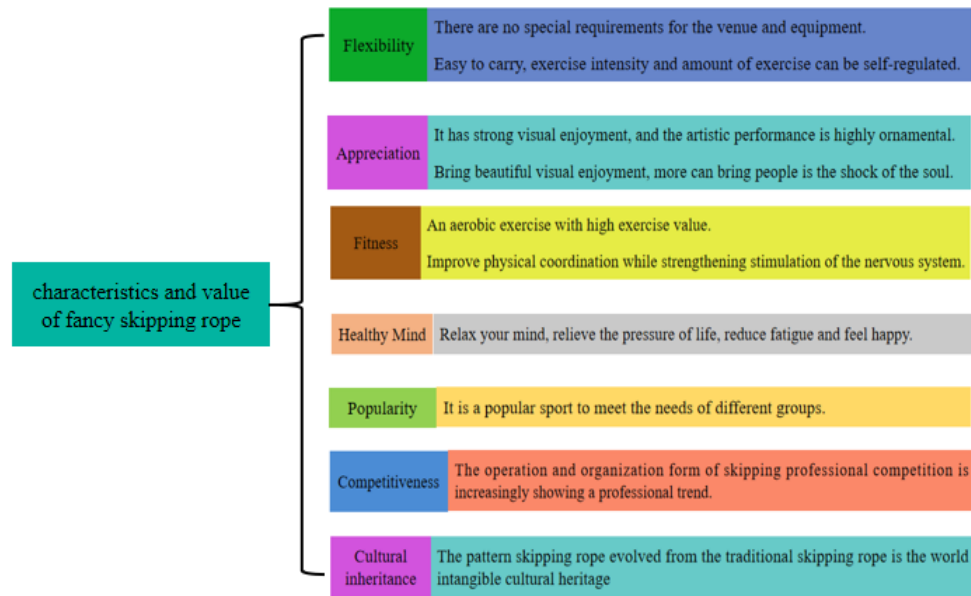 characteristics and value
of fancy skipping rope
Flexibility
There are no special requirements for the venue and equipment.
Easy to carry, exercise intensity and amount of exercise can be self-regulated.
Appreciation
It has strong visual enjoyment, and the artistic performance is highly ornamental.
Bring beautiful visual enjoyment, more can bring people is the shock of the soul.
Fitness
An aerobic exercise with high exercise value.
Improve physical coordination while strengthening stimulation of the nervous system.
Healthy Mind
Relax your mind, relieve the pressure of life, reduce fatigue and feel happy.
Popularity
It is a popular sport to meet the needs of different groups.
Competitiveness
The operation and organization form of skipping professional competition is
increasingly showing a professional trend.
Cultural
inheritance
The pattern skipping rope evolved from the traditional skipping rope is the world
intangible cultural heritage